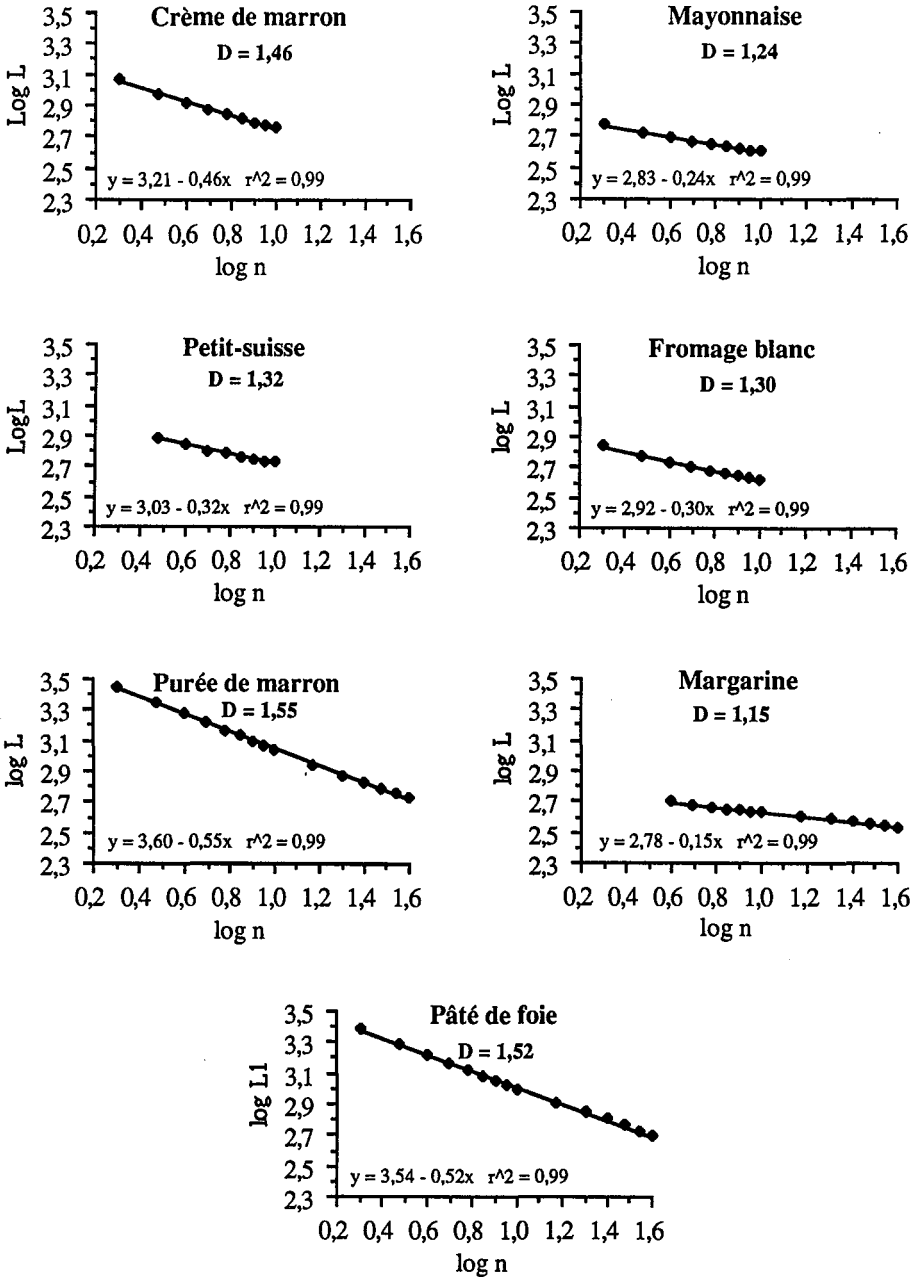 Crème de marron
D = 1,46
Log L
3,5
3,3
3,1
2,9
2,7
2,5
2,3
y = 3,21 - 0,46x r^2 = 0,99
0,2 0,4 0,6 0,8 1,0 1,2 1,4 1,6
log n
Mayonnaise
D = 1,24
Log L
3,5
3,3
3,1
2,9
2,7
2,5
2,3
y = 2,83 - 0,24x r^2 = 0,99
0,2 0,4 0,6 0,8 1,0 1,2 1,4 1,6
log n
Petit-suisse
D = 1,32
LogL
3,5
3,3
3,1
2,9
2,7
2,5
2,3
y = 3,03 - 0,32x r^2 = 0,99
0,2 0,4 0,6 0,8 1,0 1,2 1,4 1,6
log n
Fromage blanc
D = 1,30
log L
3,5
3,3
3,1
2,9
2,7
2,5
2,3
y = 2,92 - 0,30x r^2 = 0,99
0,2 0,4 0,6 0,8 1,0 1,2 1,4 1,6
log n
Purée de marron
D = 1,55
log L
3,5
3,3
3,1
2,9
2,7
2,5
2,3
y = 3,60 - 0,55x r^2 = 0,99
0,2 0,4 0,6 0,8 1,0 1,2 1,4 1,6
log n
Margarine
D = 1,15
log L
3,5
3,3
3,1
2,9
2,7
2,5
2,3
y = 2,78 - 0,15x r^2 = 0,99
0,2 0,4 0,6 0,8 1,0 1,2 1,4 1,6
log n
Pâté de foie
D = 1,52
log L1
3,5
3,3
3,1
2,9
2,7
2,5
2,3
y = 3,54 - 0,52x r^2 = 0,99
0,2 0,4 0,6 0,8 1,0 1,2 1,4 1,6
log n